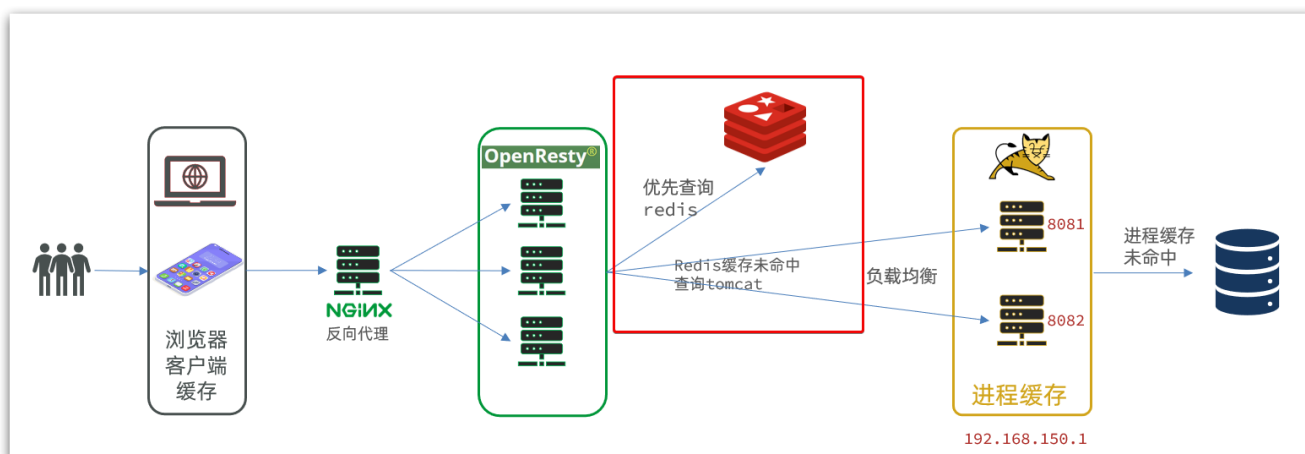 OpenResty®
优先查询
redis
8081
进程缓存
未命中
Redis缓存未命中
查询tomcat
负载均衡
NGiNX
反向代理
8082
浏览器
客户端
缓存
进程缓存
192.168.150.1